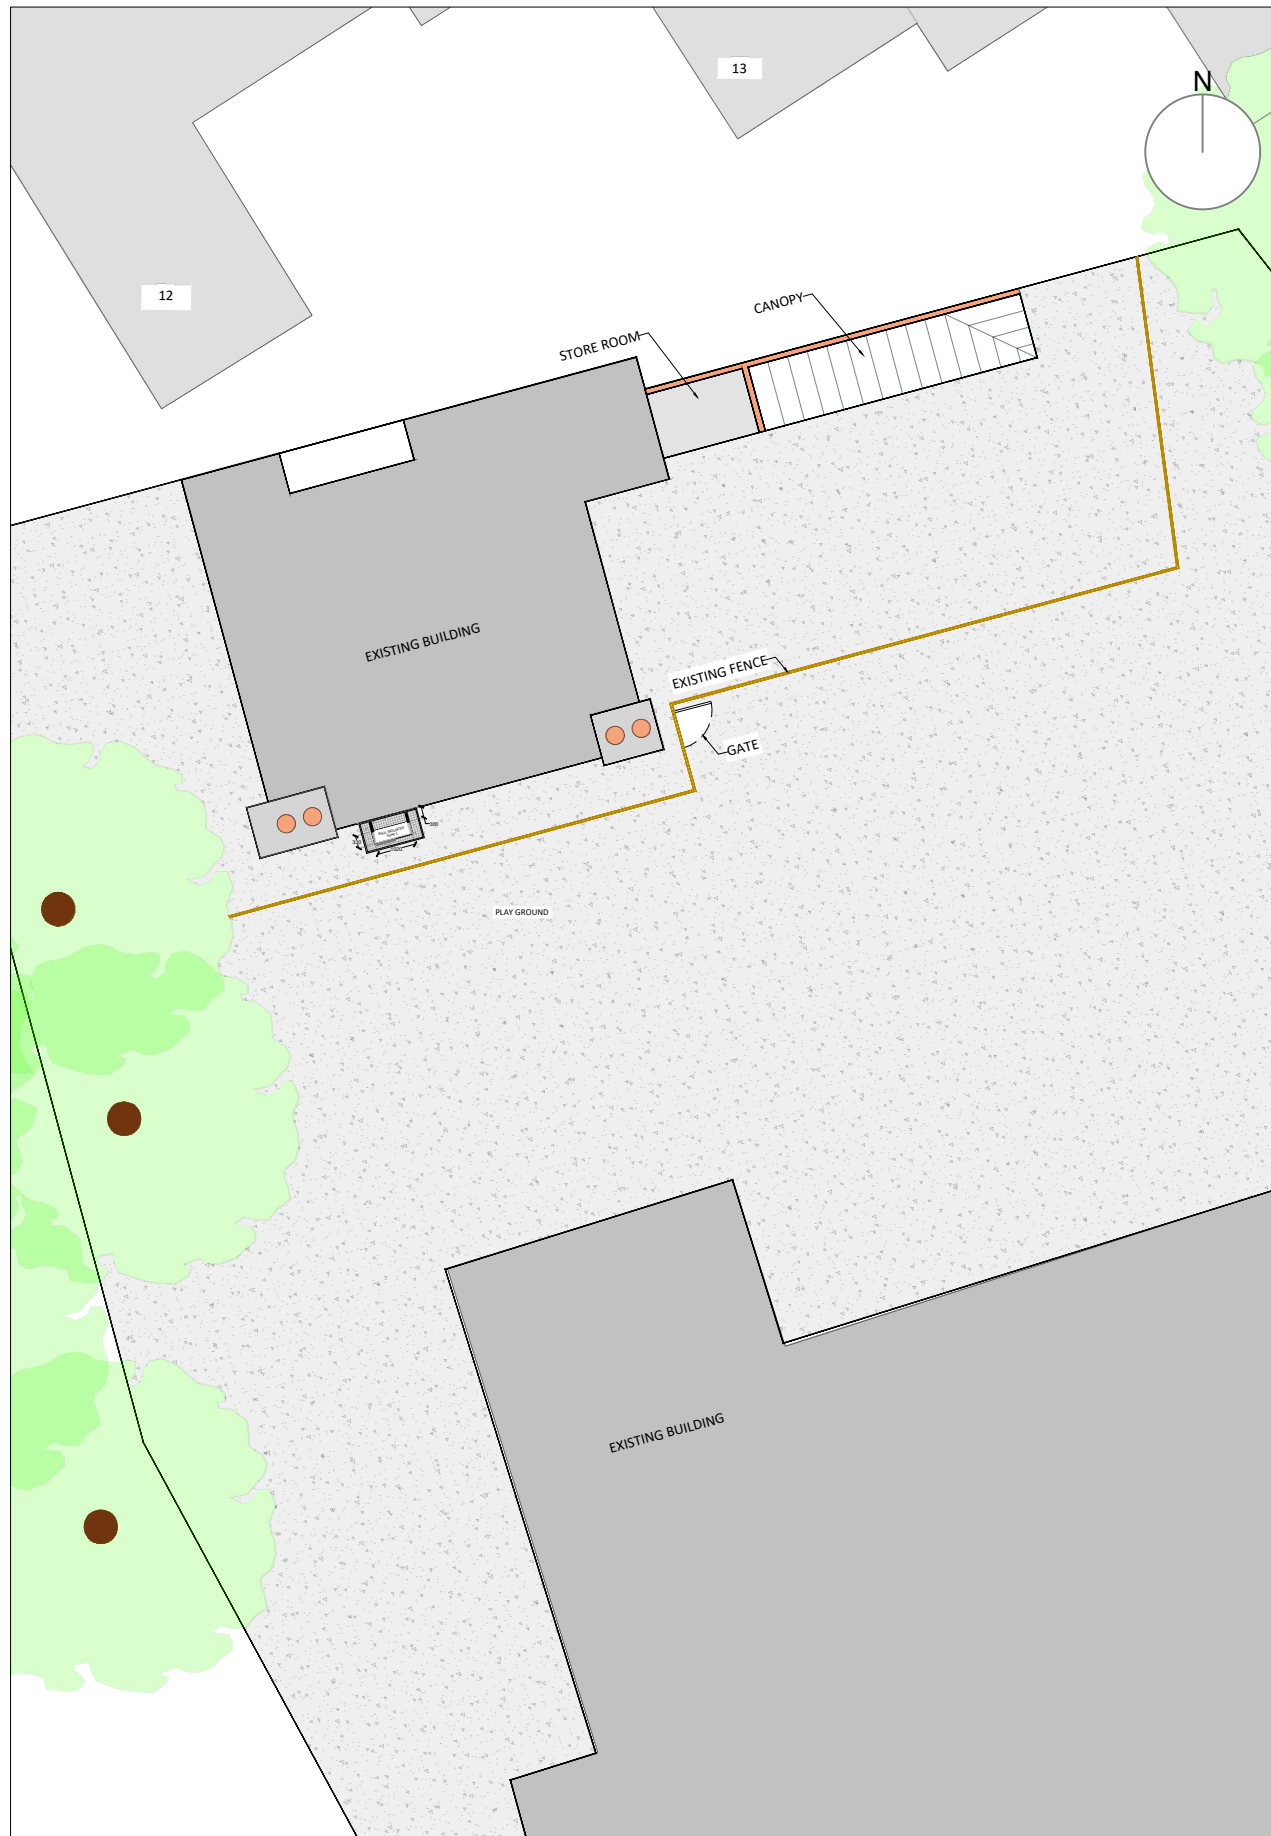 13
N
12
CANOPY
STORE ROOM
EXISTING BUILDING
EXISTING FENCE
GATE
PLAY GROUND
EXISTING BUILDING